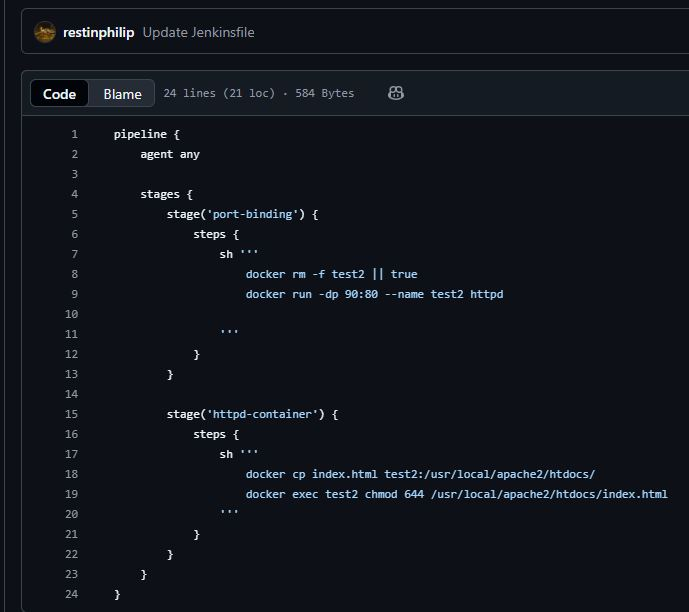 restinphilip Update Jenkinsfile
Code Blame 24 lines (21 loc) · 584 Bytes
1 pipeline {
2     agent any
3
4     stages {
5         stage('port-binding') {
6             steps {
7                 sh '''
8                     docker rm -f test2 || true
9                     docker run -dp 90:80 --name test2 httpd
10
11                 '''
12             }
13         }
14
15         stage('httpd-container') {
16             steps {
17                 sh '''
18                     docker cp index.html test2:/usr/local/apache2/htdocs/
19                     docker exec test2 chmod 644 /usr/local/apache2/htdocs/index.html
20                 '''
21             }
22         }
23     }
24 }